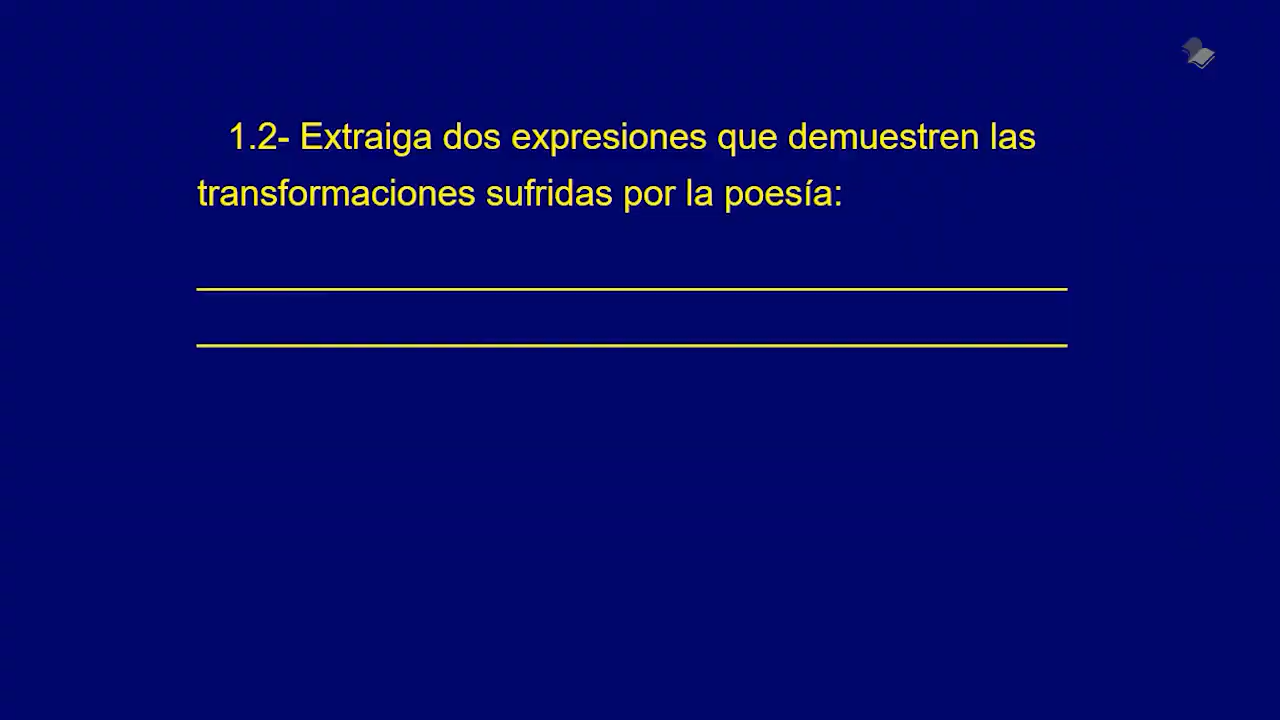 1.2- Extraiga dos expresiones que demuestren las
transformaciones sufridas por la poesía: